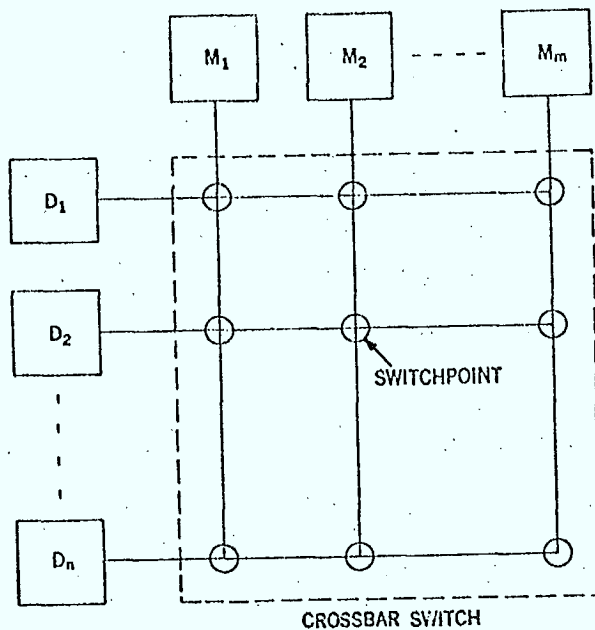 M₁ M₂ Mₘ
D₁
D₂
SWITCHPOINT
Dₙ
CROSSBAR SWITCH